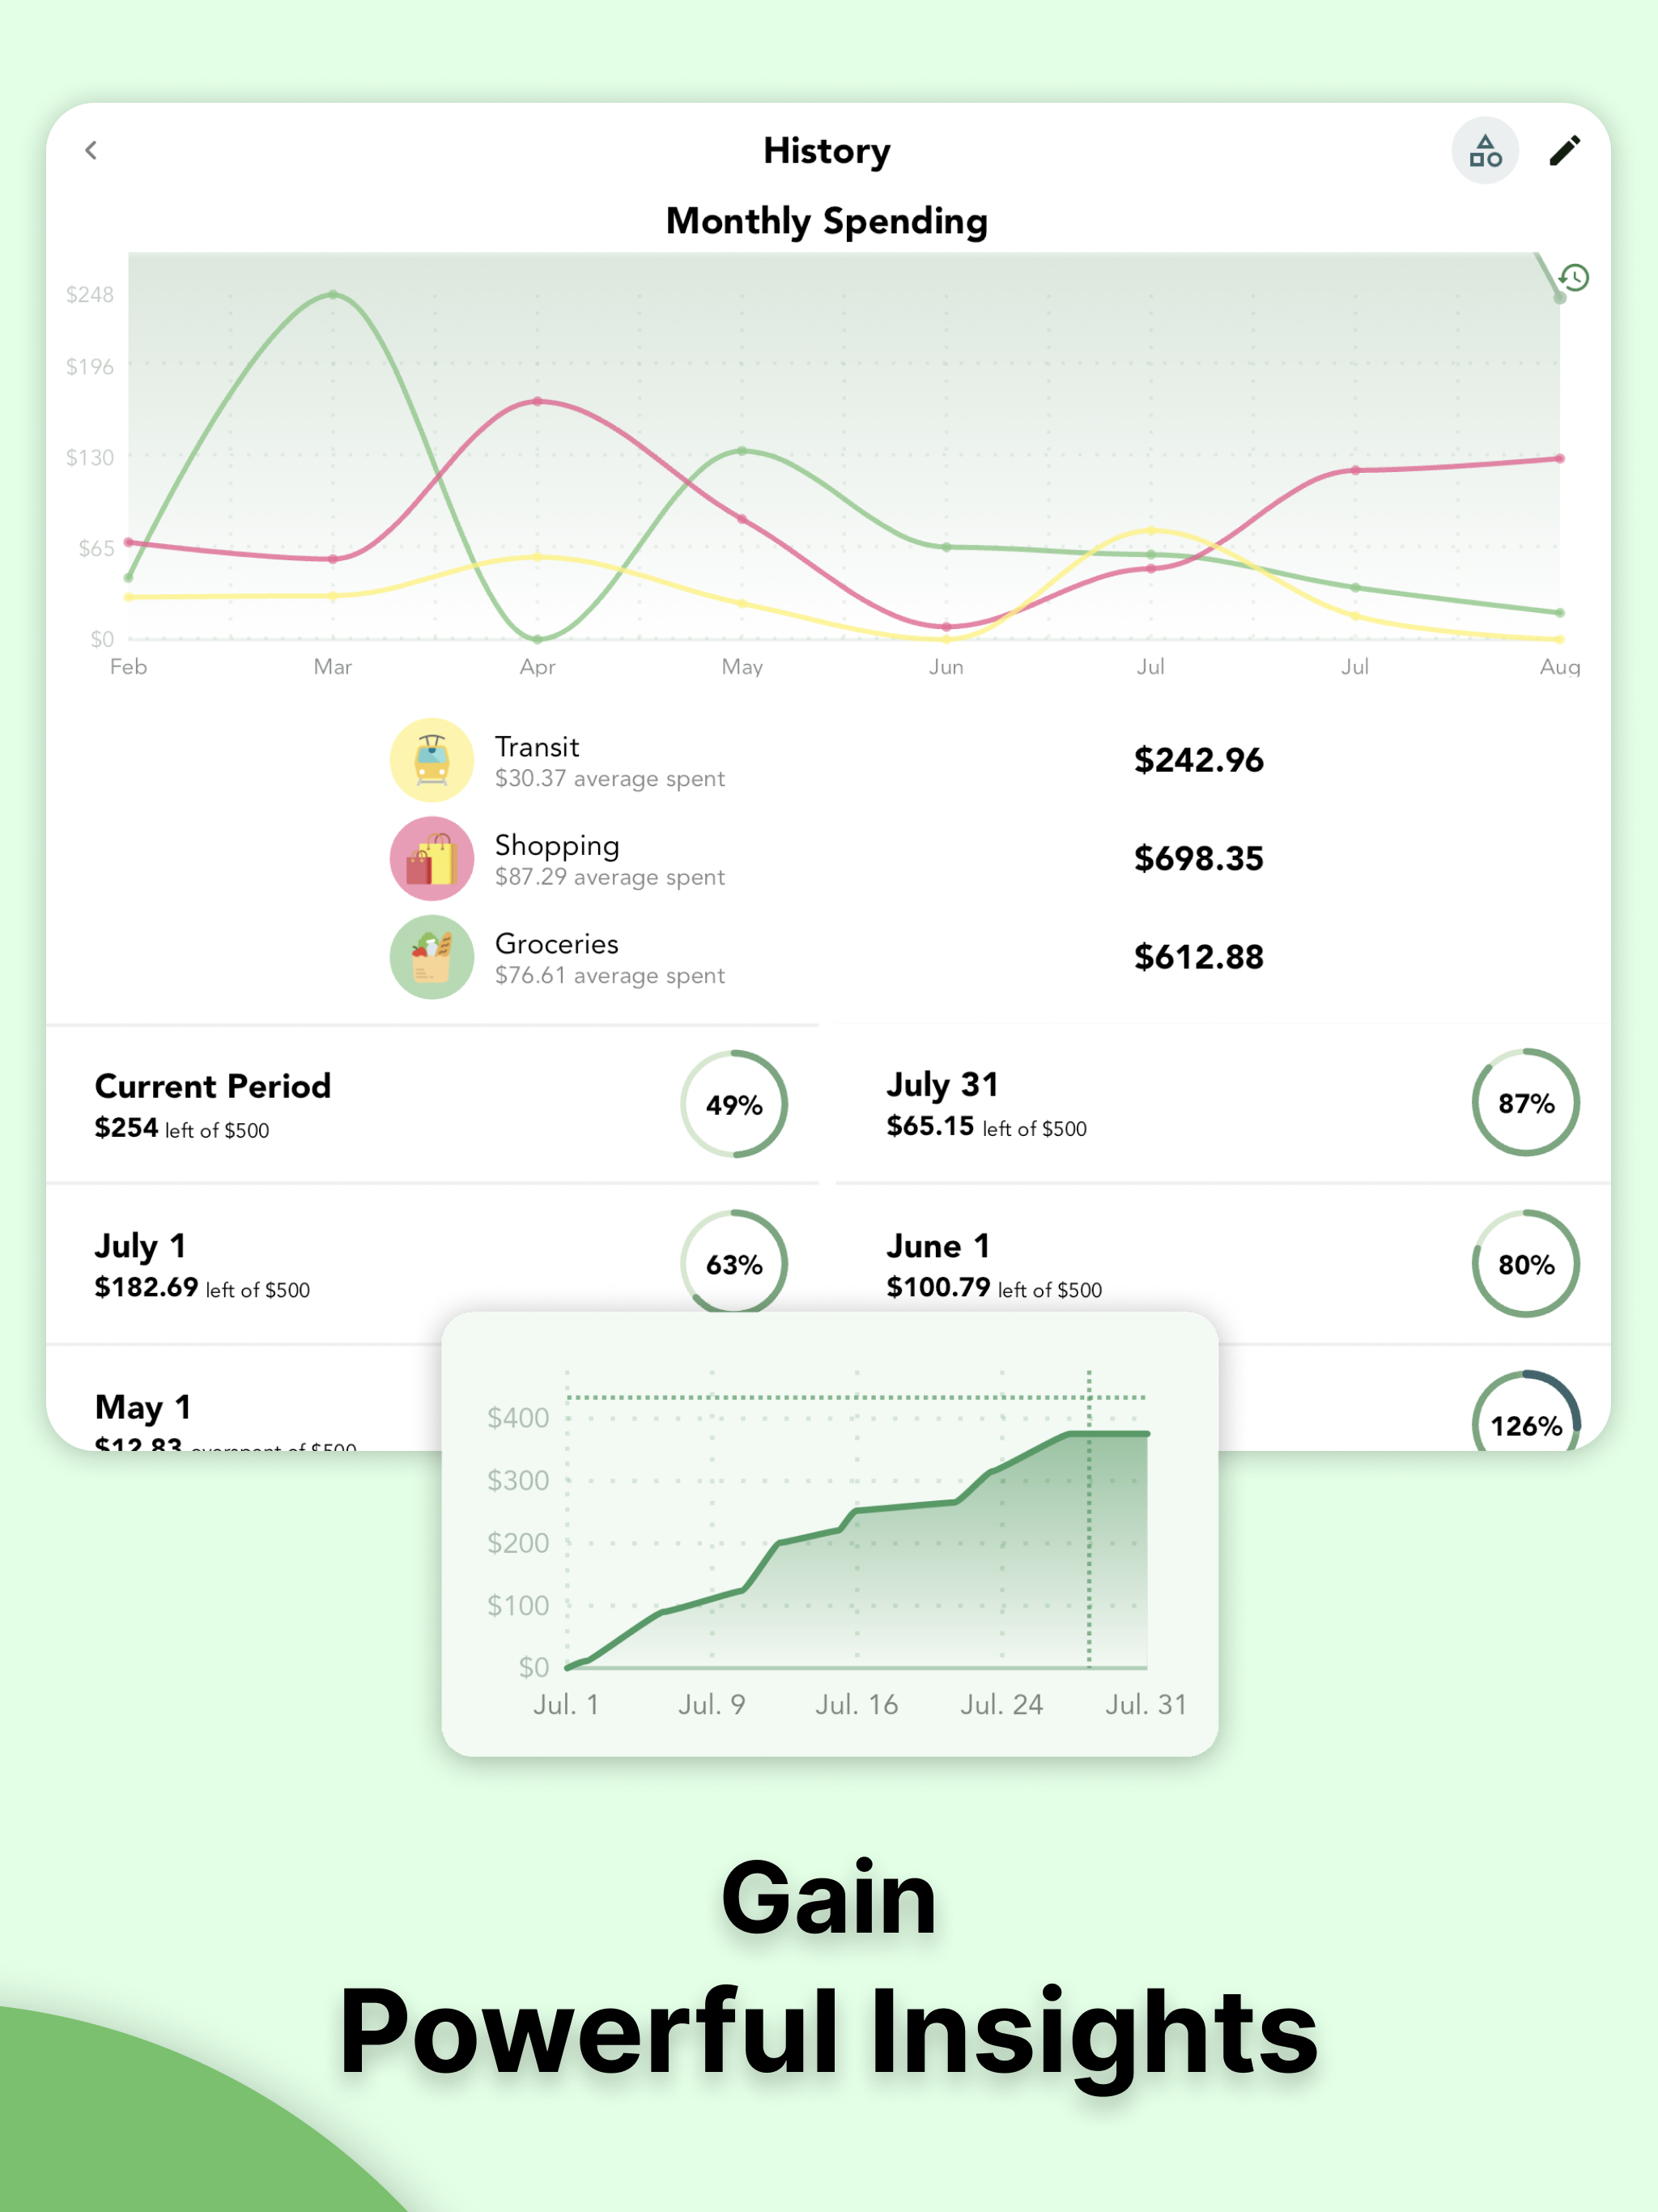 History
Monthly Spending
$248
$196
$130
$65
$0
Feb Mar Apr May Jun Jul Jul Aug
Transit
$30.37 average spent
$242.96
Shopping
$87.29 average spent
$698.35
Groceries
$76.61 average spent
$612.88
Current Period
$254 left of $500
49%
July 31
$65.15 left of $500
87%
July 1
$182.69 left of $500
63%
June 1
$100.79 left of $500
80%
May 1
$12.83 overspent of $500
126%
$400
$300
$200
$100
$0
Jul. 1 Jul. 9 Jul. 16 Jul. 24 Jul. 31
Gain
Powerful Insights